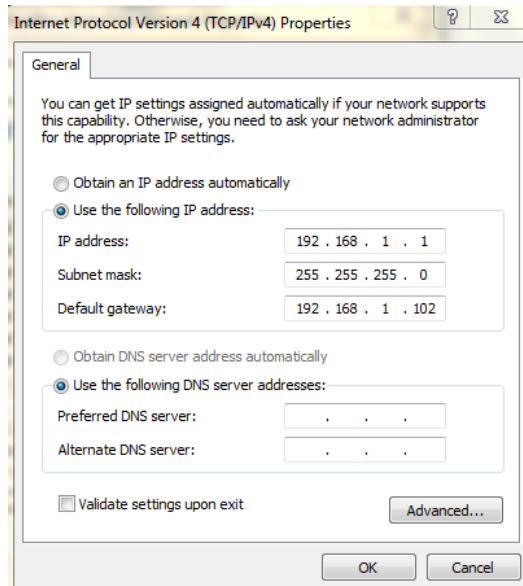 Internet Protocol Version 4 (TCP/IPv4) Properties
General
You can get IP settings assigned automatically if your network supports
this capability. Otherwise, you need to ask your network administrator
for the appropriate IP settings.
Obtain an IP address automatically
Use the following IP address:
IP address: 192 . 168 . 1 . 1
Subnet mask: 255 . 255 . 255 . 0
Default gateway: 192 . 168 . 1 . 102
Obtain DNS server address automatically
Use the following DNS server addresses:
Preferred DNS server: . . .
Alternate DNS server: . . .
Validate settings upon exit
Advanced...
OK Cancel